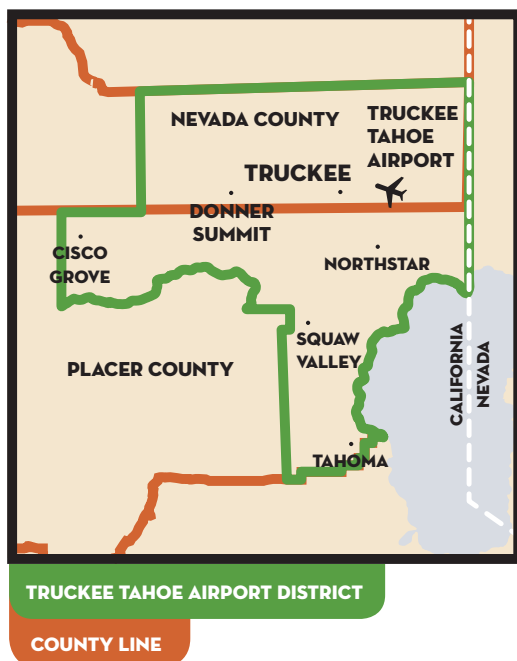 NEVADA COUNTY
TRUCKEE
TAHOE
AIRPORT
TRUCKEE
DONNER
SUMMIT
CISCO
GROVE
NORTHSTAR
SQUAW
VALLEY
PLACER COUNTY
CALIFORNIA
NEVADA
TAHOMA
TRUCKEE TAHOE AIRPORT DISTRICT
COUNTY LINE